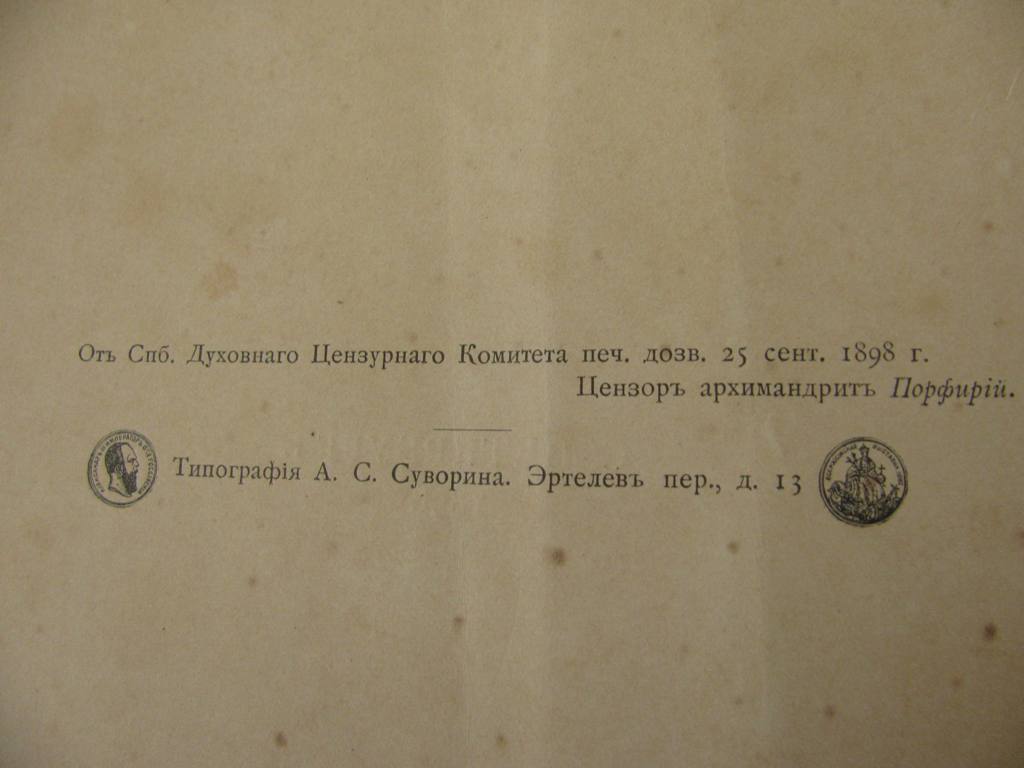 Отъ Спб. Духовнаго Цензурнаго Комитета печ. дозв. 25 сент. 1898 г.
Цензоръ архимандритъ Порфирій.
Типографія А. С. Суворина. Эртелевъ пер., д. 13